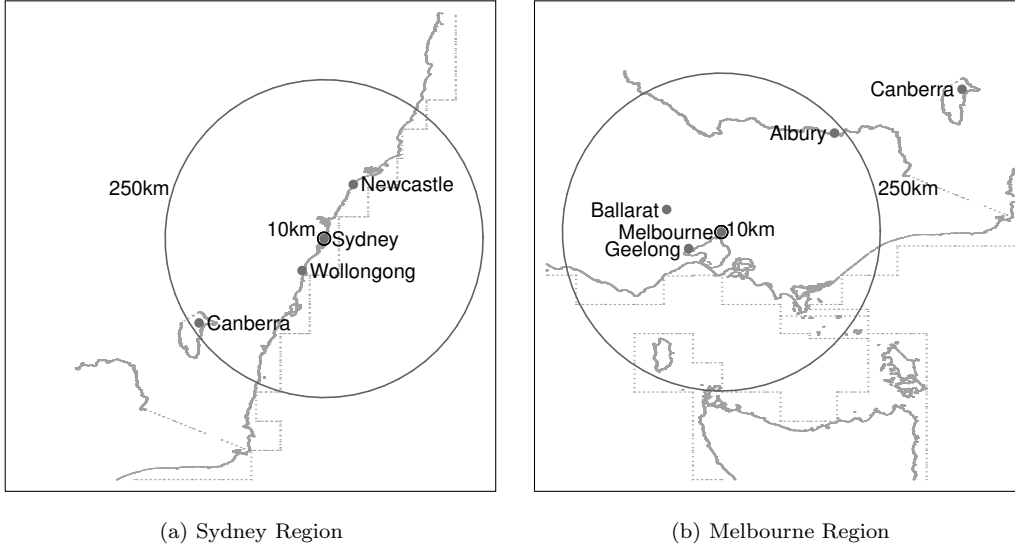 250km
Newcastle
10km
Sydney
Wollongong
Canberra
(a) Sydney Region
Canberra
Albury
250km
Ballarat
Melbourne
10km
Geelong
(b) Melbourne Region